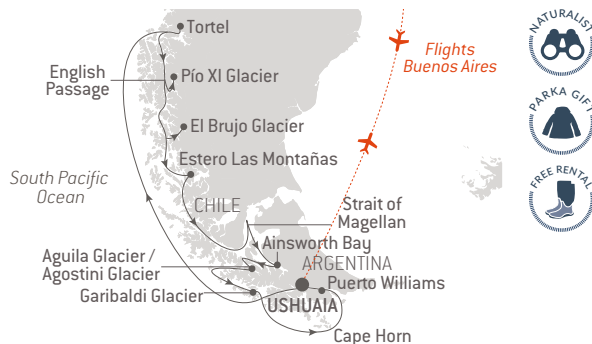 Tortel
English
Passage
Pío XI Glacier
El Brujo Glacier
Estero Las Montañas
South Pacific
Ocean
CHILE
Strait of
Magellan
Ainsworth Bay
ARGENTINA
Aguila Glacier /
Agostini Glacier
Puerto Williams
Garibaldi Glacier
USHUAIA
Cape Horn
Flights
Buenos Aires
NATURALIST
PARKA GIFT
FREE RENTAL